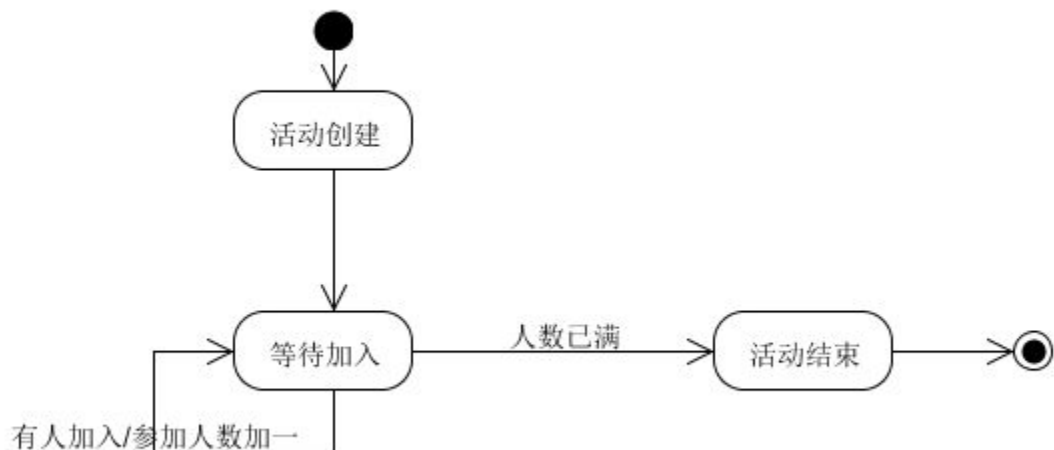 活动创建
人数已满
等待加入
活动结束
有人加入/参加人数加一